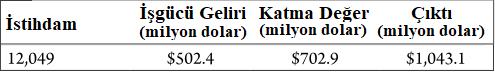 İstihdam İşgücü Geliri (milyon dolar) Katma Değer (milyon dolar) Çıktı (milyon dolar)
12,049 $502.4 $702.9 $1,043.1